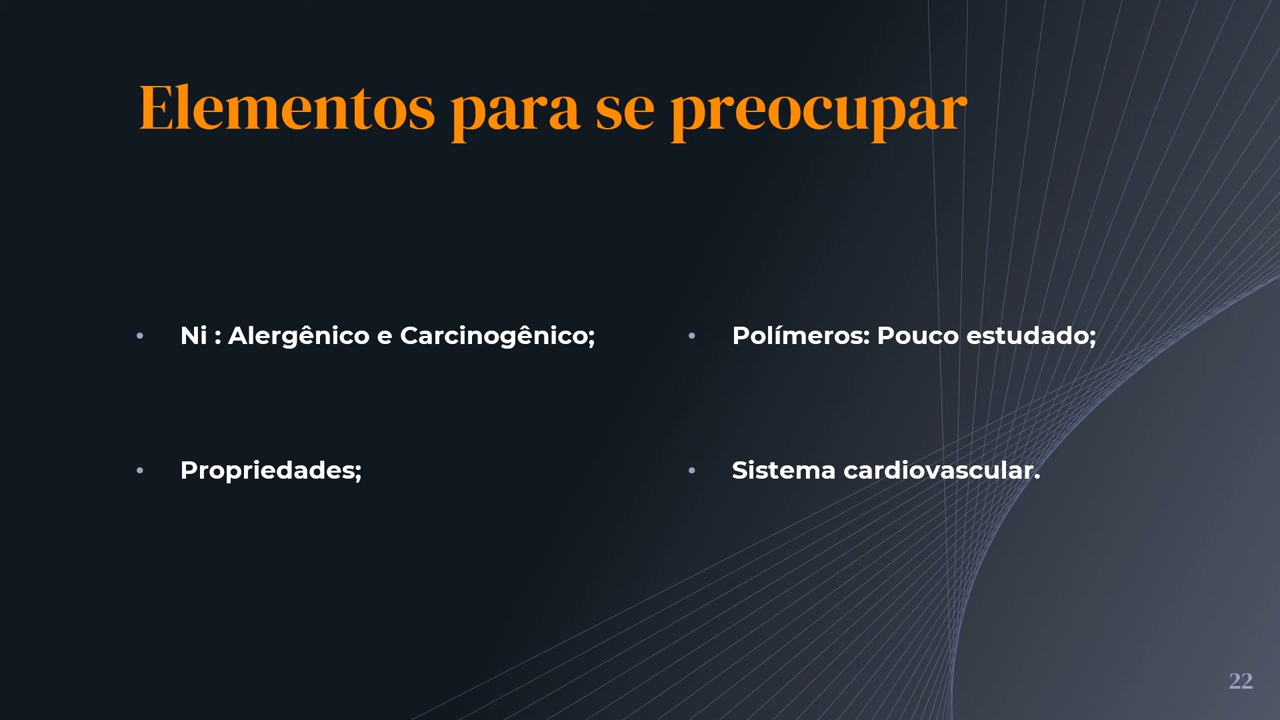 Elementos para se preocupar
• Ni : Alergênico e Carcinogênico;
• Propriedades;
• Polímeros: Pouco estudado;
• Sistema cardiovascular.
22